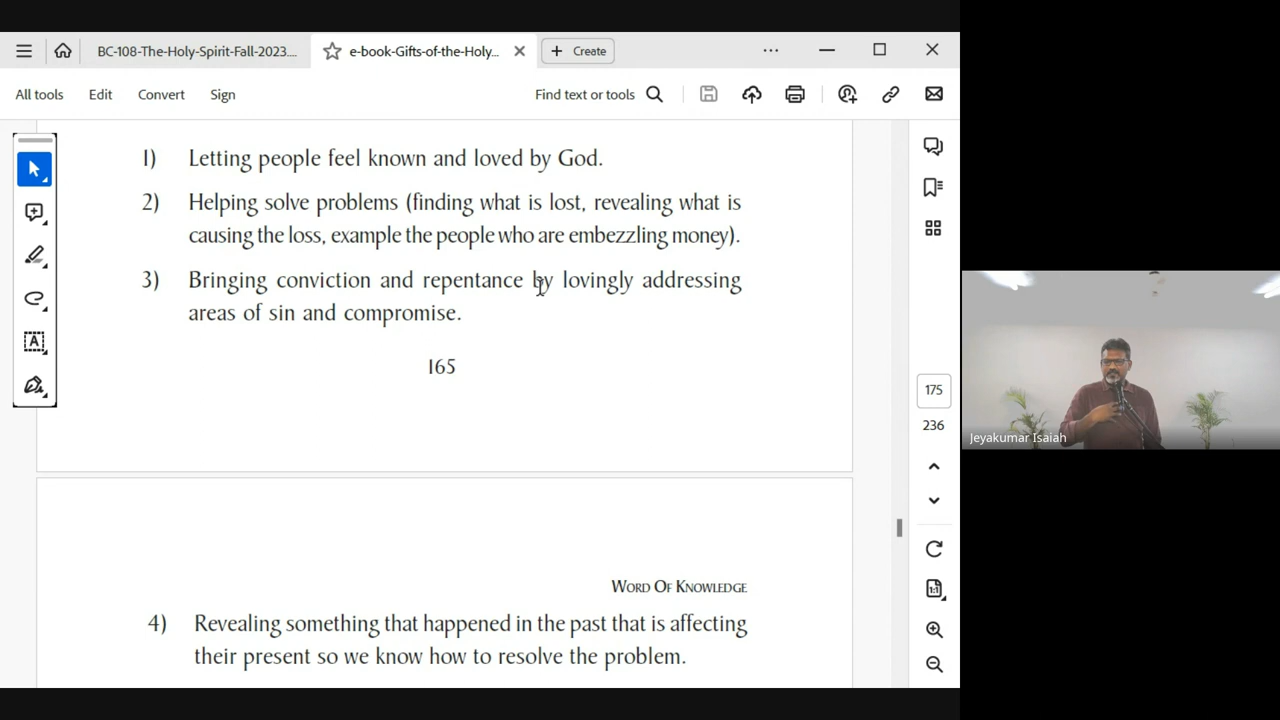 BC-108-The-Holy-Spirit-Fall-2023....
e-book-Gifts-of-the-Holy...
Create
All tools
Edit
Convert
Sign
Find text or tools
1) Letting people feel known and loved by God.
2) Helping solve problems (finding what is lost, revealing what is
causing the loss, example the people who are embezzling money).
3) Bringing conviction and repentance by lovingly addressing
areas of sin and compromise.
165
175
236
Jeyakumar Isaiah
WORD OF KNOWLEDGE
4) Revealing something that happened in the past that is affecting
their present so we know how to resolve the problem.